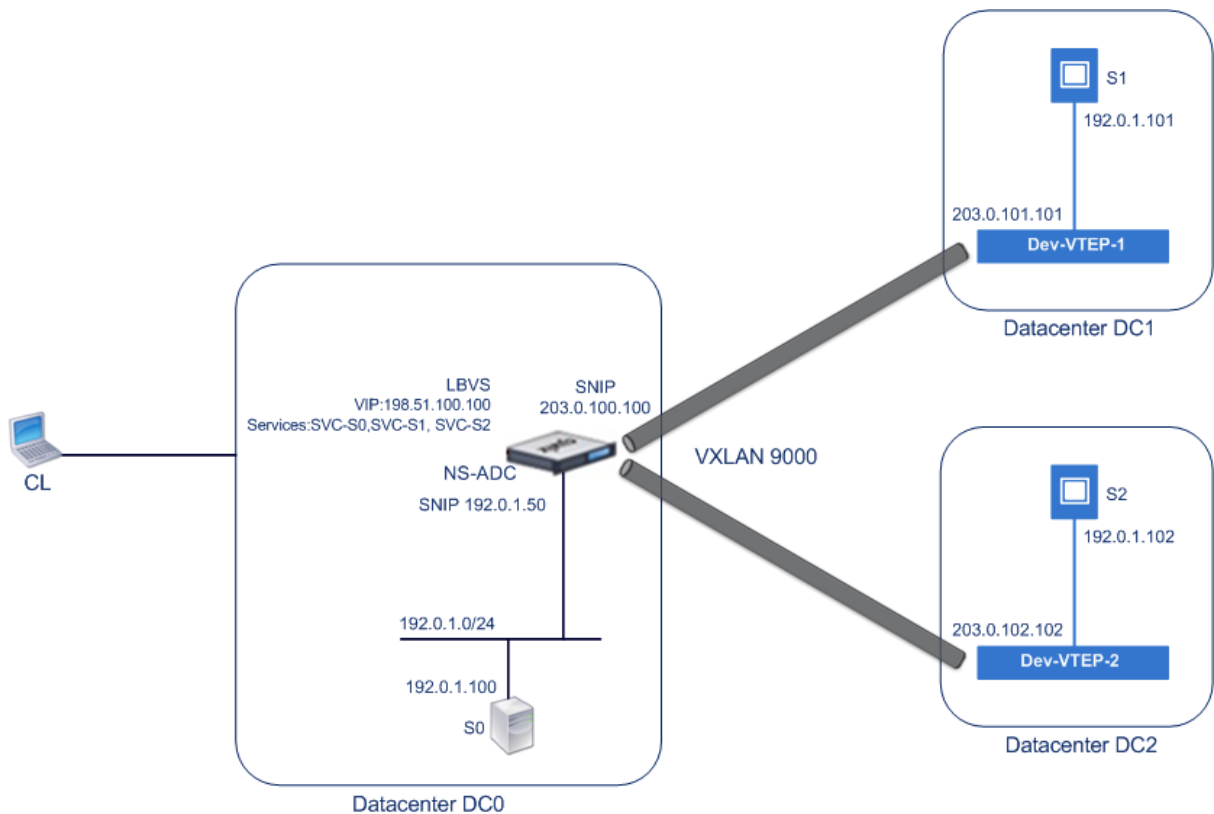 S1
192.0.1.101
203.0.101.101
Dev-VTEP-1
Datacenter DC1
LBVS
VIP:198.51.100.100
Services:SVC-S0,SVC-S1, SVC-S2
SNIP
203.0.100.100
NS-ADC
SNIP 192.0.1.50
VXLAN 9000
CL
S2
192.0.1.102
203.0.102.102
Dev-VTEP-2
Datacenter DC2
192.0.1.0/24
192.0.1.100
S0
Datacenter DC0